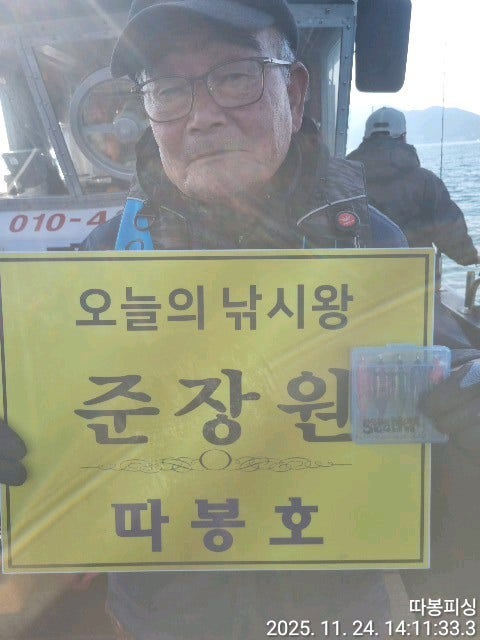 010-4
오늘의 낚시왕
준장원
따봉호
따봉피싱
2025. 11. 24. 14:11:33.3